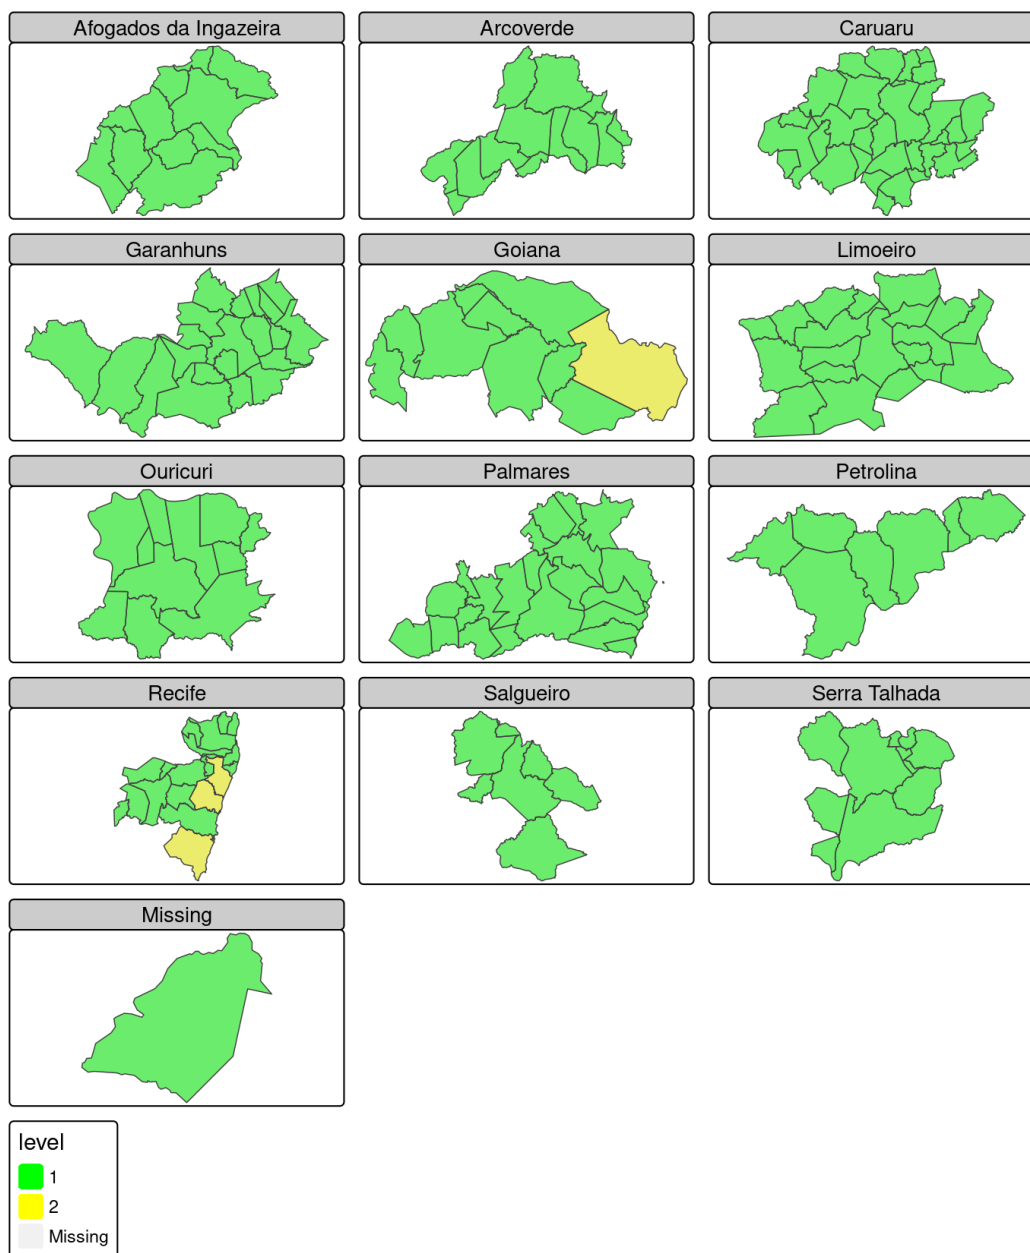 Afogados da Ingazeira
Arcoverde
Caruaru
Garanhuns
Goiana
Limoeiro
Ouricuri
Palmares
Petrolina
Recife
Salgueiro
Serra Talhada
Missing
level
1
2
Missing